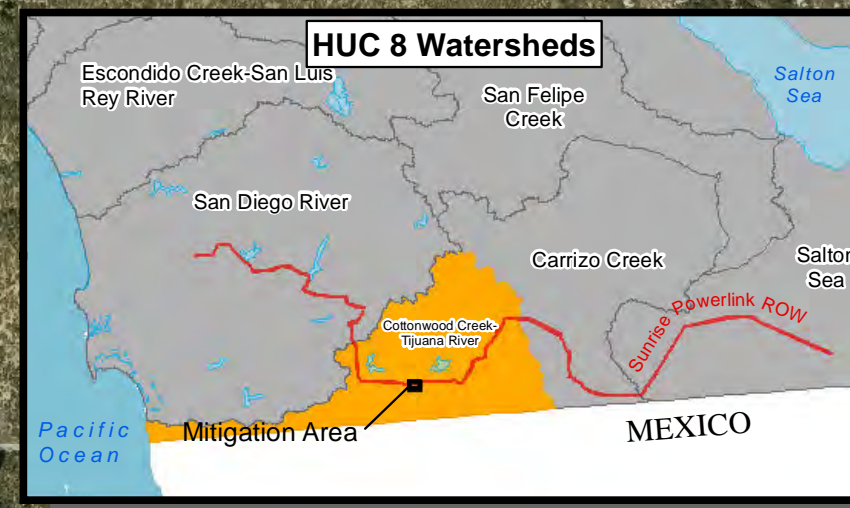 HUC 8 Watersheds
Escondido Creek-San Luis
Rey River
San Felipe
Creek
Salton
Sea
San Diego River
Carrizo Creek
Salton
Sea
Cottonwood Creek-
Tijuana River
Sunrise Powerlink ROW
Mitigation Area
MEXICO
Pacific
Ocean